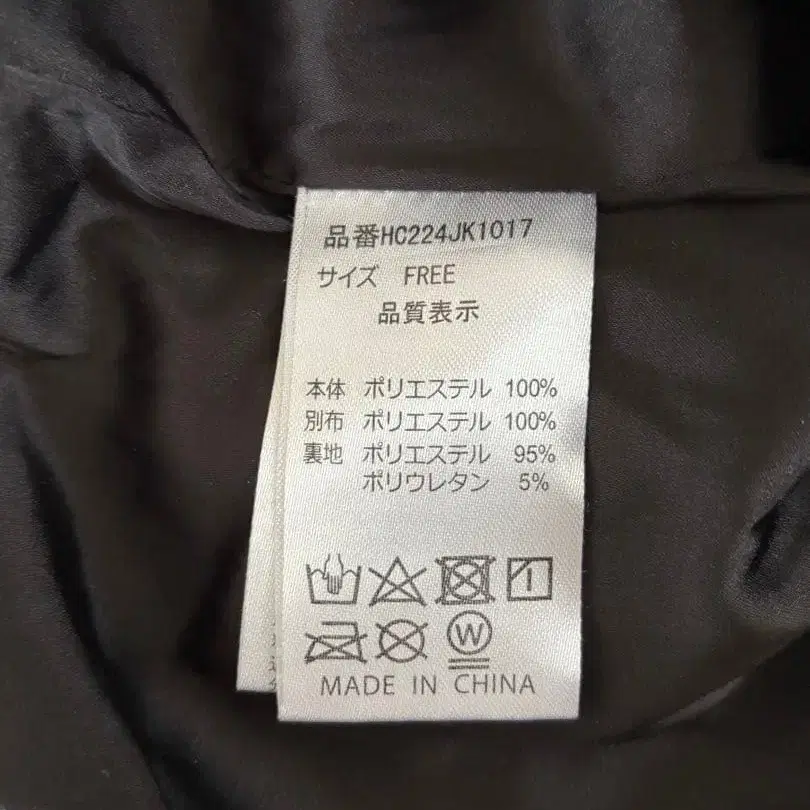 品番HC224JK1017
サイズ FREE
品質表示
本体 ポリエステル 100%
別布 ポリエステル 100%
裏地 ポリエステル 95%
ポリウレタン 5%
W
MADE IN CHINA